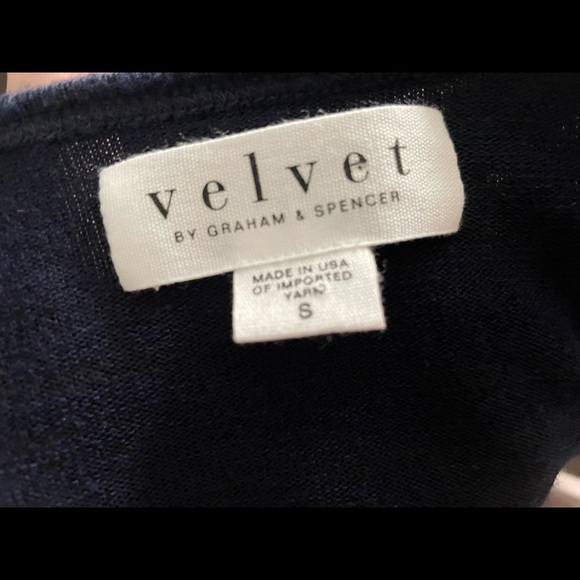 velvet
BY GRAHAM & SPENCER
MADE IN USA
OF IMPORTED
YARN
S